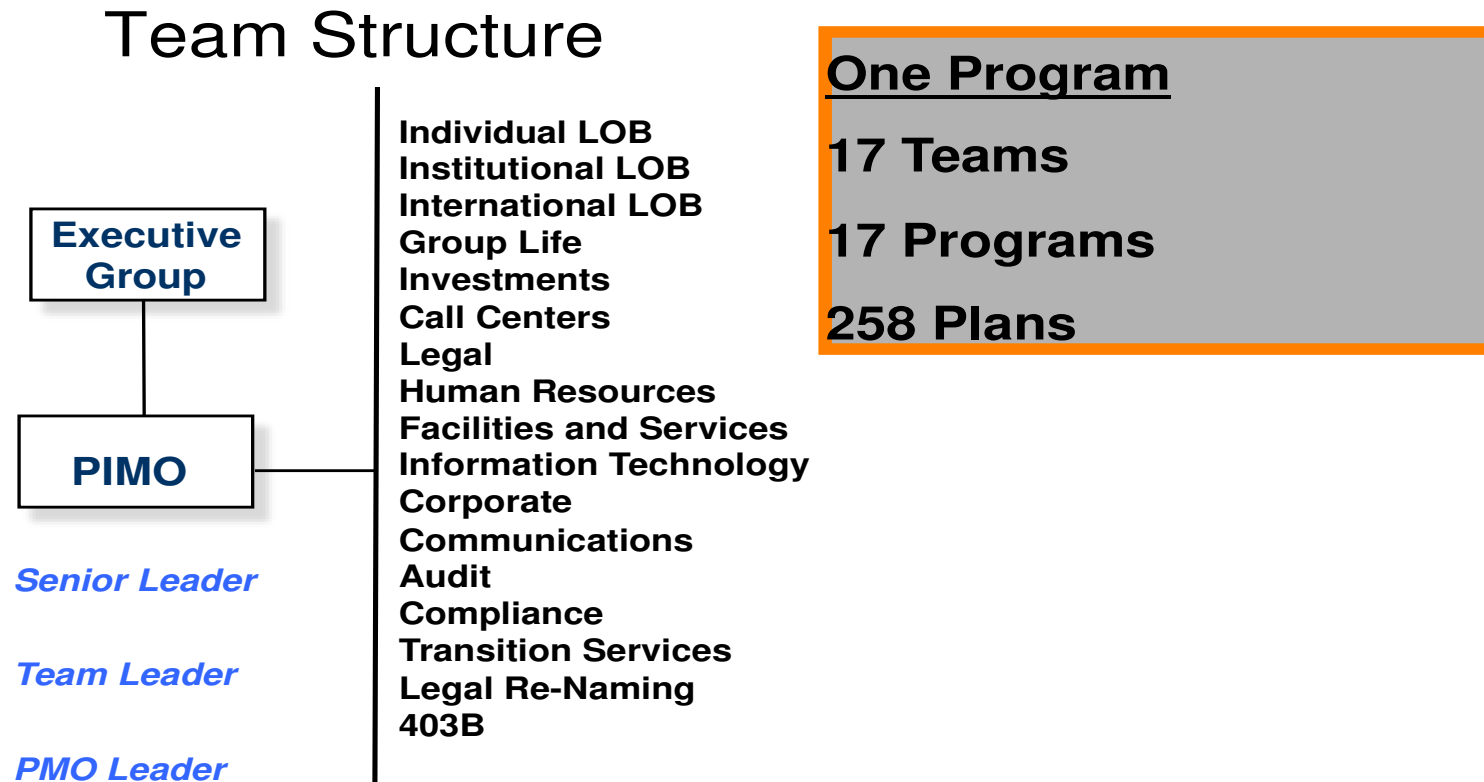 Team Structure
Executive
Group
PIMO
Senior Leader
Team Leader
PMO Leader
Individual LOB
Institutional LOB
International LOB
Group Life
Investments
Call Centers
Legal
Human Resources
Facilities and Services
Information Technology
Corporate
Communications
Audit
Compliance
Transition Services
Legal Re-Naming
403B
One Program
17 Teams
17 Programs
258 Plans